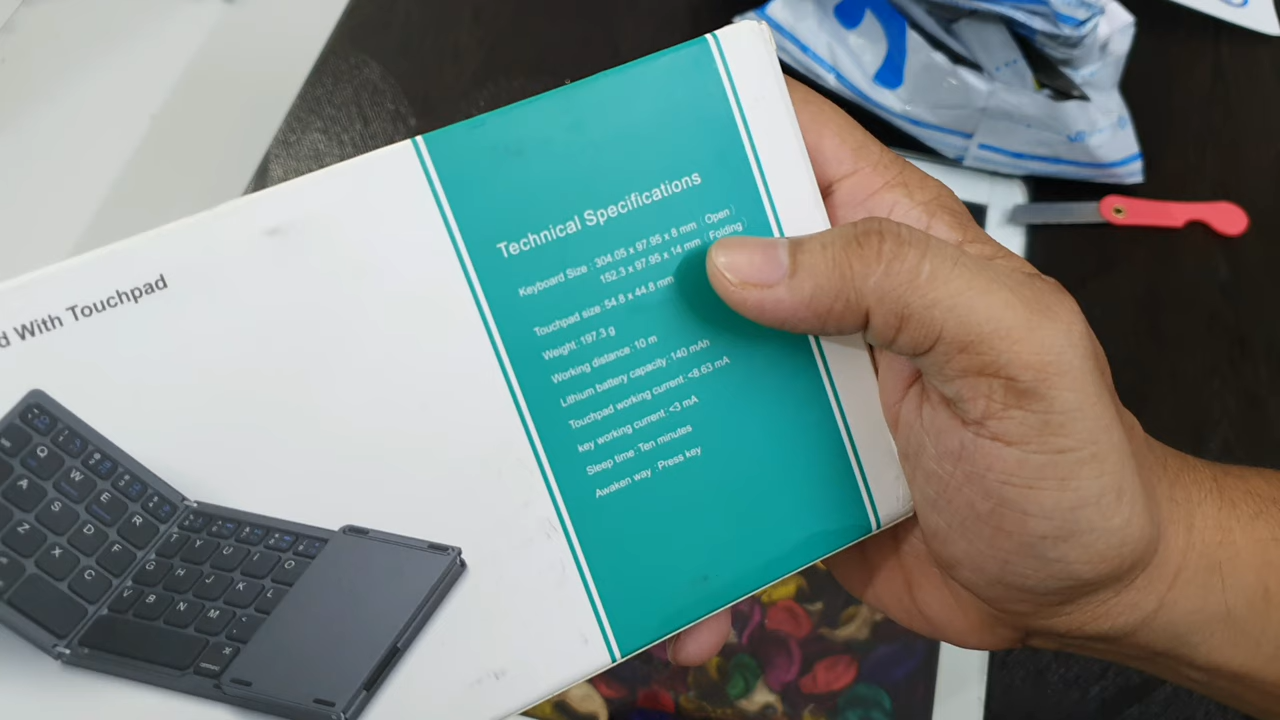 d With Touchpad
Technical Specifications
Keyboard Size : 304.05 x 97.95 x 8 mm (Open)
152.3 x 97.95 x 14 mm (Folding)
Touchpad size : 54.8 x 44.8 mm
Weight : 197.3 g
Working distance : 10 m
Lithium battery capacity : 140 mAh
Touchpad working current : <8.63 mA
key working current : <3 mA
Sleep time : Ten minutes
Awaken way : Press key
Q W E R
A S D F
Z X C
T Y U I O
G H J K L
V B N M